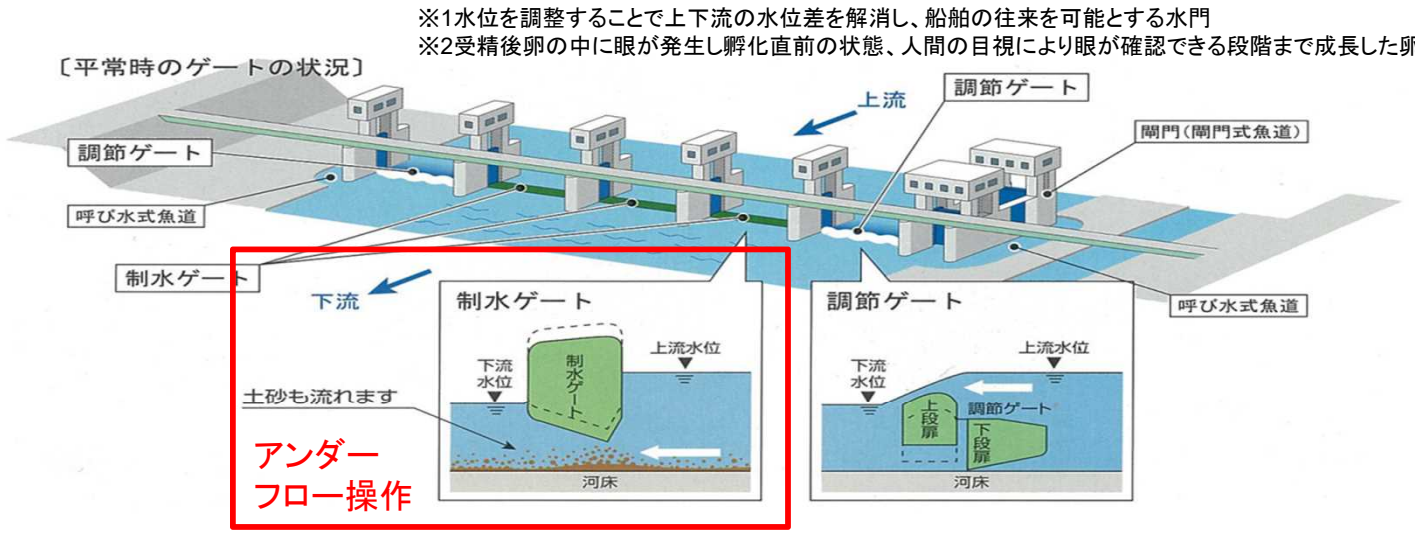 ※1水位を調整することで上下流の水位差を解消し、船舶の往来を可能とする水門
※2受精後卵の中に眼が発生し孵化直前の状態、人間の目視により眼が確認できる段階まで成長した卵
〔平常時のゲートの状況〕
上流
調節ゲート
閘門(閘門式魚道)
調節ゲート
呼び水式魚道
制水ゲート
下流
呼び水式魚道
制水ゲート
上流水位
下流
水位
制水ゲート
土砂も流れます
河床
アンダー
フロー操作
調節ゲート
上流水位
下流
水位
調節ゲート
上段扉
下段扉
河床